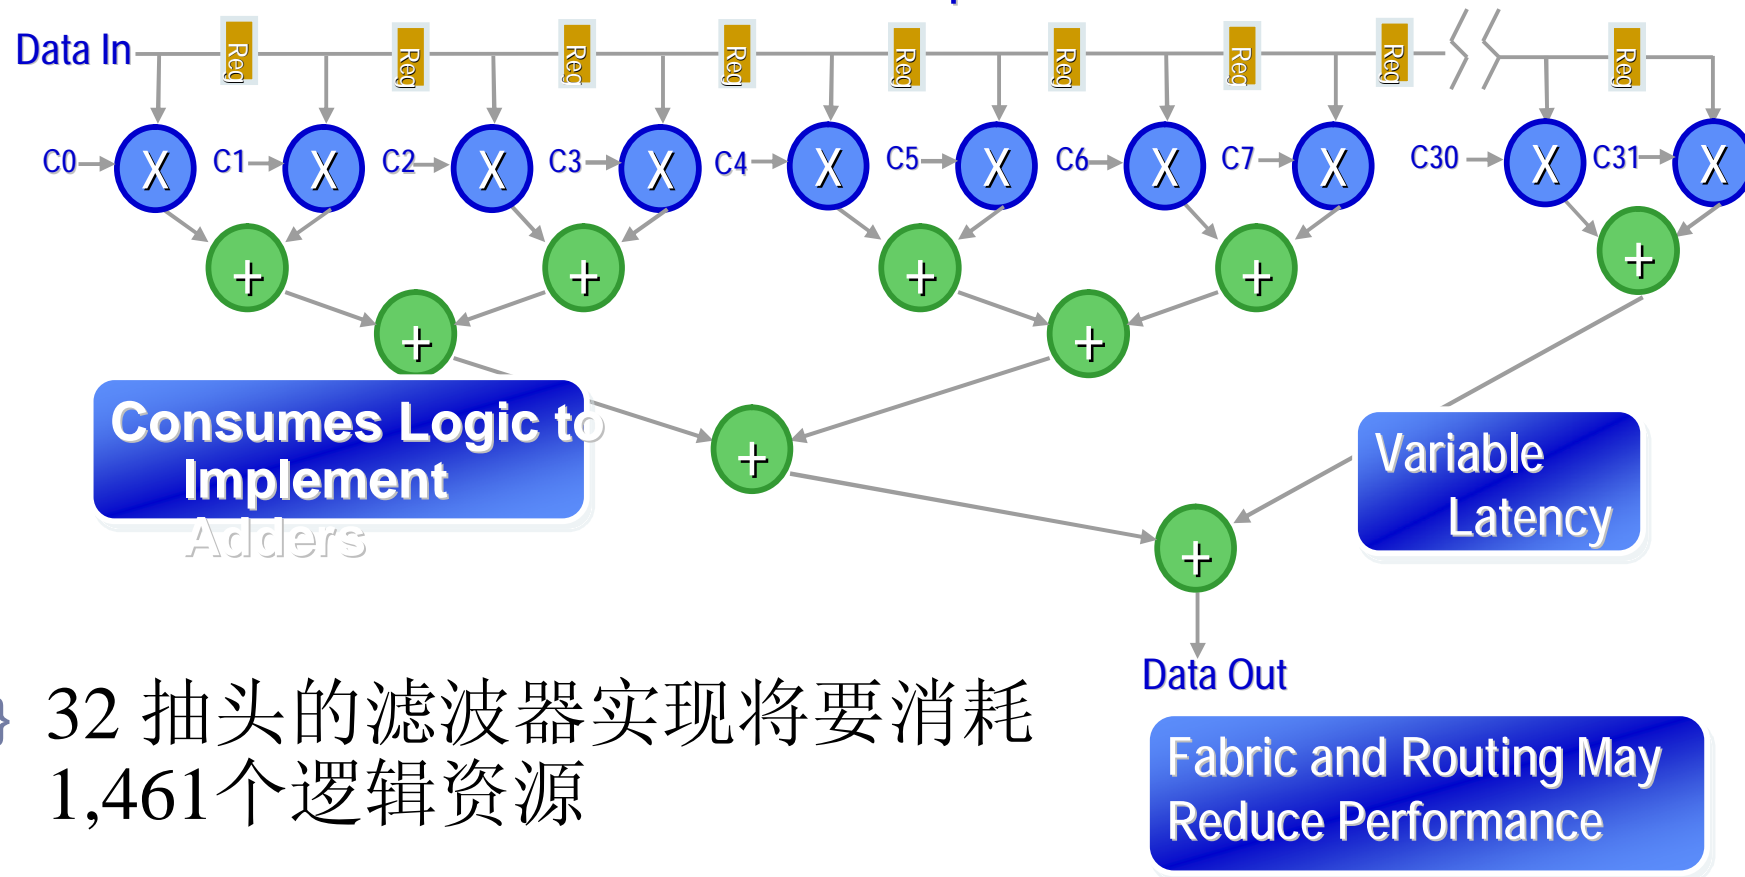 Data In
Reg Reg Reg Reg Reg Reg Reg Reg Reg
C0 X C1 X C2 X C3 X C4 X C5 X C6 X C7 X C30 X C31 X
+ + + + +
+ +
Consumes Logic to
Implement
Adders
+
Variable
Latency
+
Data Out
32 抽头的滤波器实现将要消耗
1,461个逻辑资源
Fabric and Routing May
Reduce Performance